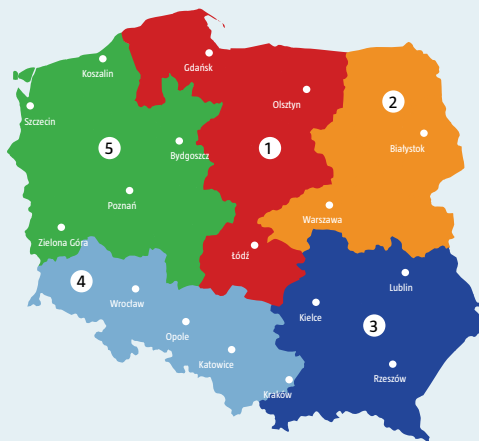 Gdańsk
Koszalin
Olsztyn
2
Szczecin
Białystok
5
1
Bydgoszcz
Poznań
Warszawa
Zielona Góra
Łódź
4
Lublin
Wrocław
Kielce
3
Opole
Katowice
Rzeszów
Kraków